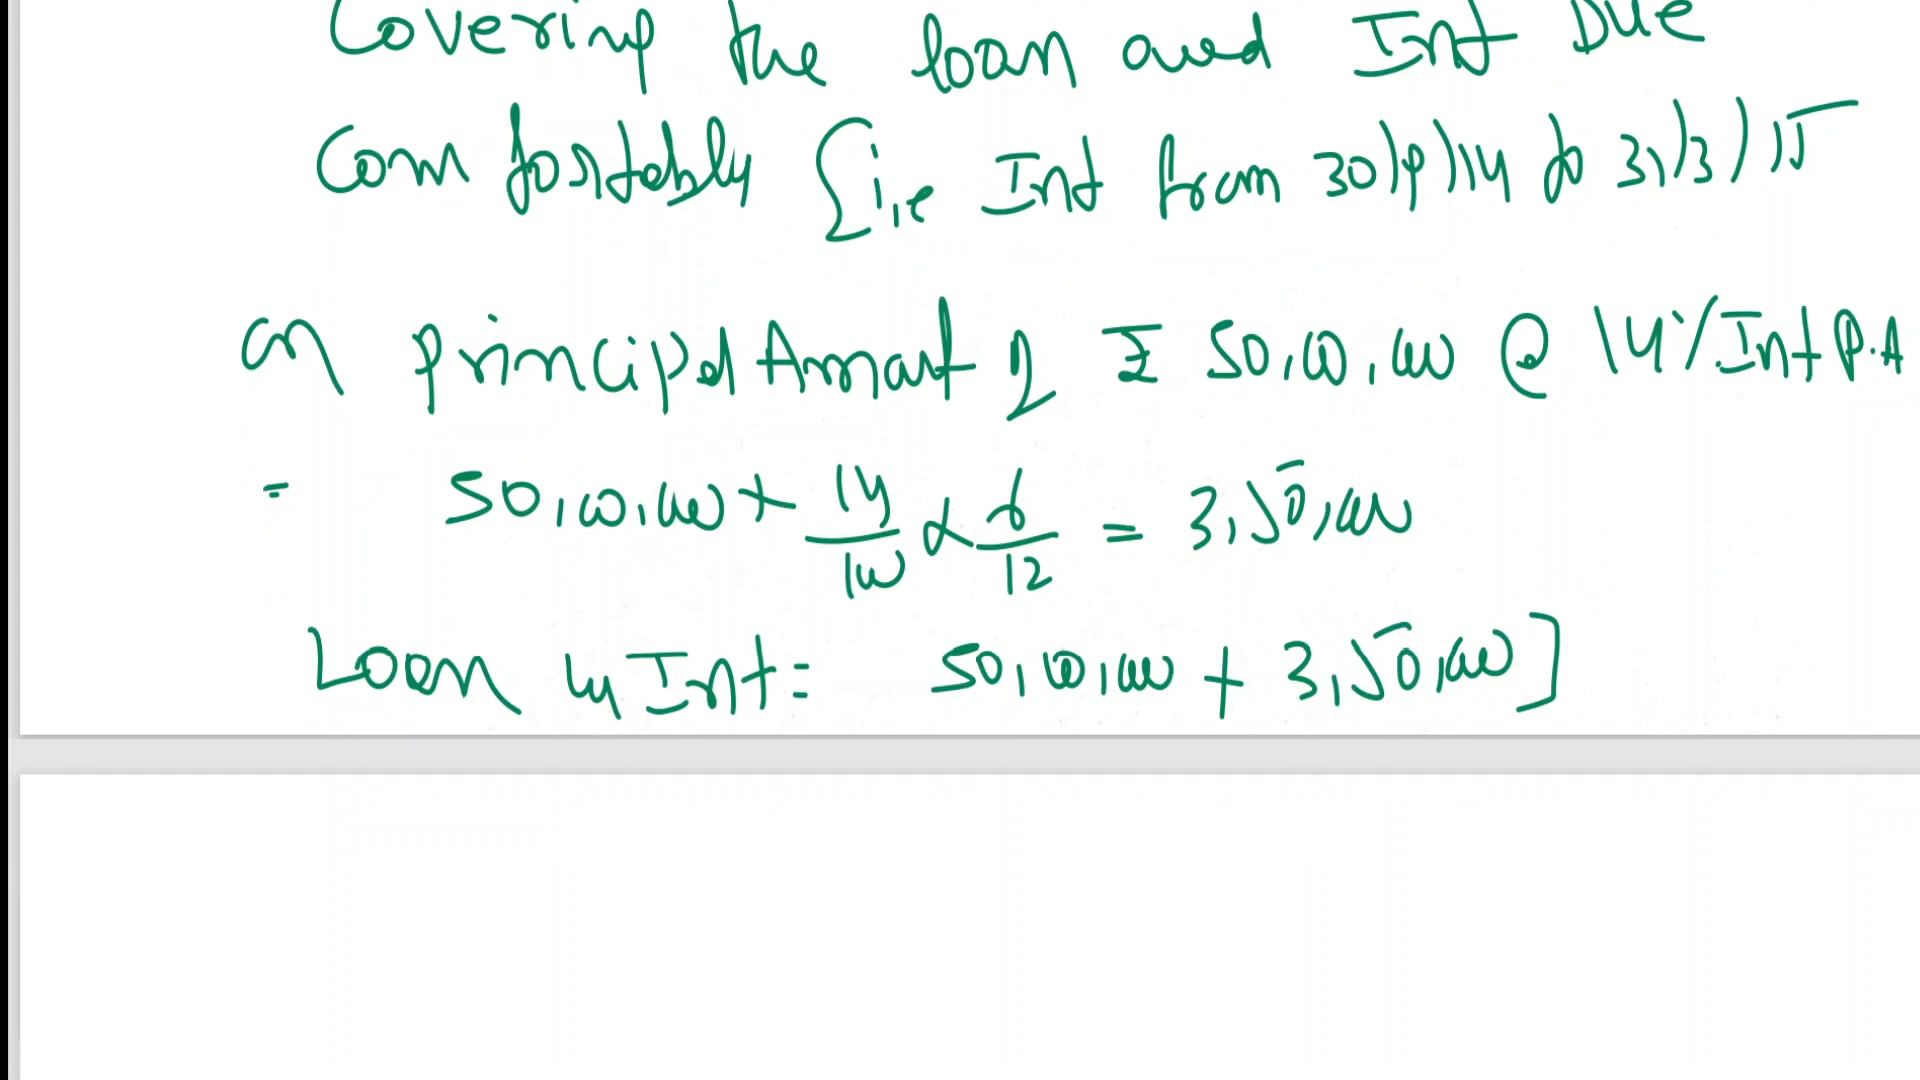 Covering the loan and Int Due
Comfortably [i.e Int from 30/9/14 to 31/3/15
on principal Amount of ₹ 50,00,000 @ 14% Int P.A
= 50,00,000 × 14/100 × 6/12 = 3,50,000
Loan & Int = 50,00,000 + 3,50,000]